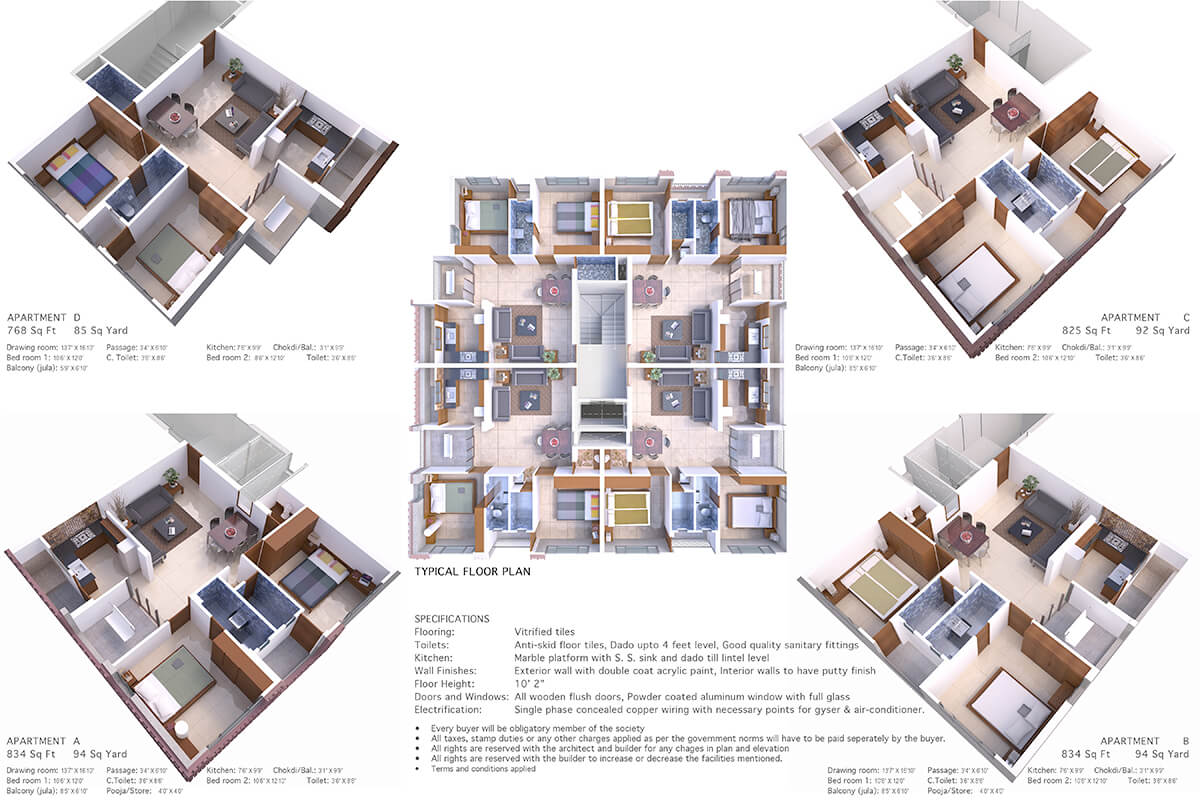 APARTMENT D
768 Sq Ft 85 Sq Yard
Drawing room: 13'7" X 16'10" Passage: 3'4" X 6'10" Kitchen: 7'6" X 9'9" Chokdi/Bal.: 3'1" X 9'9"
Bed room 1: 10'6" X 12'0" C. Toilet: 3'6" X 8'6" Bed room 2: 8'6" X 12'10" Toilet: 3'6" X 8'6"
Balcony (jula): 5'9" X 6'10"
APARTMENT C
825 Sq Ft 92 Sq Yard
Drawing room: 13'7" X 16'10" Passage: 3'4" X 6'10" Kitchen: 7'6" X 9'9" Chokdi/Bal.: 3'1" X 9'9"
Bed room 1: 10'6" X 12'0" C.Toilet: 3'6" X 8'6" Bed room 2: 10'6" X 12'10" Toilet: 3'6" X 8'6"
Balcony (jula): 8'5" X 6'10"
TYPICAL FLOOR PLAN
SPECIFICATIONS
Flooring: Vitrified tiles
Toilets: Anti-skid floor tiles, Dado upto 4 feet level, Good quality sanitary fittings
Kitchen: Marble platform with S. S. sink and dado till lintel level
Wall Finishes: Exterior wall with double coat acrylic paint, Interior walls to have putty finish
Floor Height: 10' 2"
Doors and Windows: All wooden flush doors, Powder coated aluminum window with full glass
Electrification: Single phase concealed copper wiring with necessary points for gyser & air-conditioner.
• Every buyer will be obligatory member of the society
• All taxes, stamp duties or any other charges applied as per the government norms will have to be paid seperately by the buyer.
• All rights are reserved with the architect and builder for any chages in plan and elevation
• All rights are reserved with the builder to increase or decrease the facilities mentioned.
• Terms and conditions applied
APARTMENT A
834 Sq Ft 94 Sq Yard
Drawing room: 13'7" X 16'10" Passage: 3'4" X 6'10" Kitchen: 7'6" X 9'9" Chokdi/Bal.: 3'1" X 9'9"
Bed room 1: 10'6" X 12'0" C.Toilet: 3'6" X 8'6" Bed room 2: 10'6" X 12'10" Toilet: 3'6" X 8'6"
Balcony (jula): 8'5" X 6'10" Pooja/Store: 4'0" X 4'0"
APARTMENT B
834 Sq Ft 94 Sq Yard
Drawing room: 13'7" X 16'10" Passage: 3'4" X 6'10" Kitchen: 7'6" X 9'9" Chokdi/Bal.: 3'1" X 9'9"
Bed room 1: 10'6" X 12'0" C.Toilet: 3'6" X 8'6" Bed room 2: 10'6" X 12'10" Toilet: 3'6" X 8'6"
Balcony (jula): 8'5" X 6'10" Pooja/Store: 4'0" X 4'0"